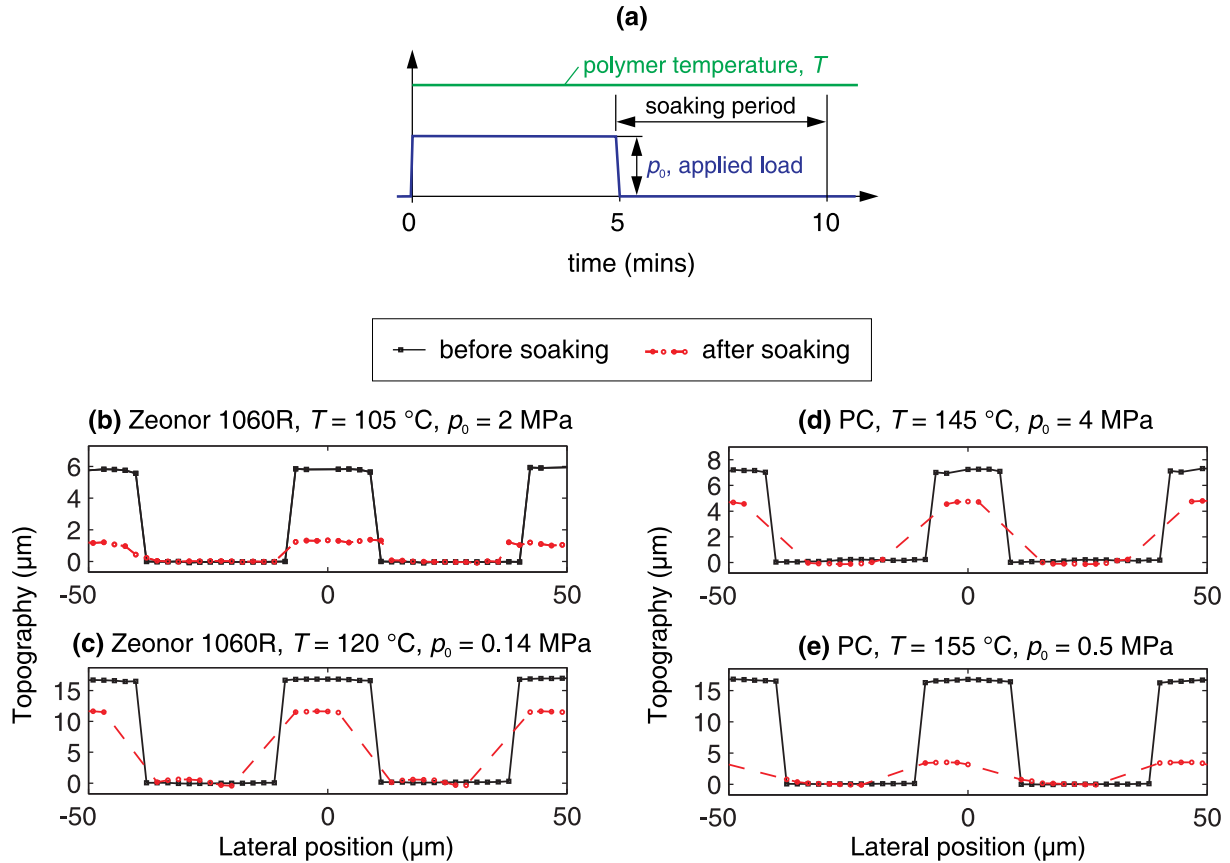 (a)
polymer temperature, T
soaking period
p₀, applied load
0
5
10
time (mins)
before soaking
after soaking
(b) Zeonor 1060R, T = 105 °C, p₀ = 2 MPa
6
4
2
0
-50
0
50
(c) Zeonor 1060R, T = 120 °C, p₀ = 0.14 MPa
15
10
5
0
-50
0
50
Topography (µm)
Lateral position (µm)
(d) PC, T = 145 °C, p₀ = 4 MPa
8
6
4
2
0
-50
0
50
(e) PC, T = 155 °C, p₀ = 0.5 MPa
15
10
5
0
-50
0
50
Topography (µm)
Lateral position (µm)